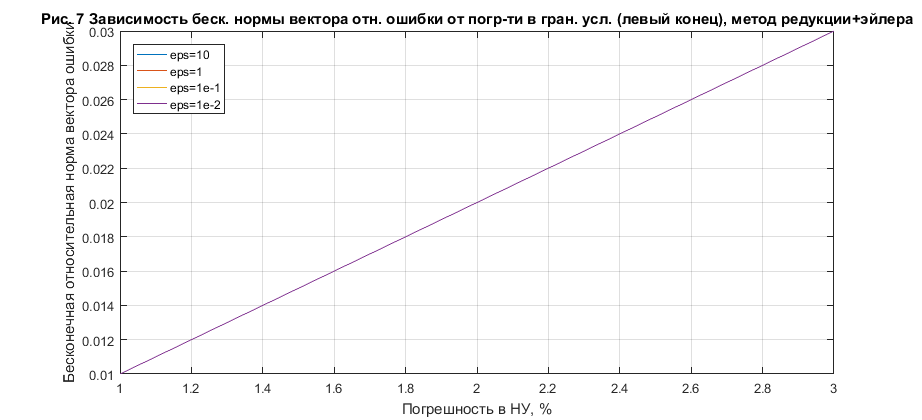 Рис. 7 Зависимость беск. нормы вектора отн. ошибки от погр-ти в гран. усл. (левый конец), метод редукции+эйлера
Бесконечная относительная норма вектора ошибки
0.03
0.028
0.026
0.024
0.022
0.02
0.018
0.016
0.014
0.012
0.01
eps=10
eps=1
eps=1e-1
eps=1e-2
1 1.2 1.4 1.6 1.8 2 2.2 2.4 2.6 2.8 3
Погрешность в НУ, %